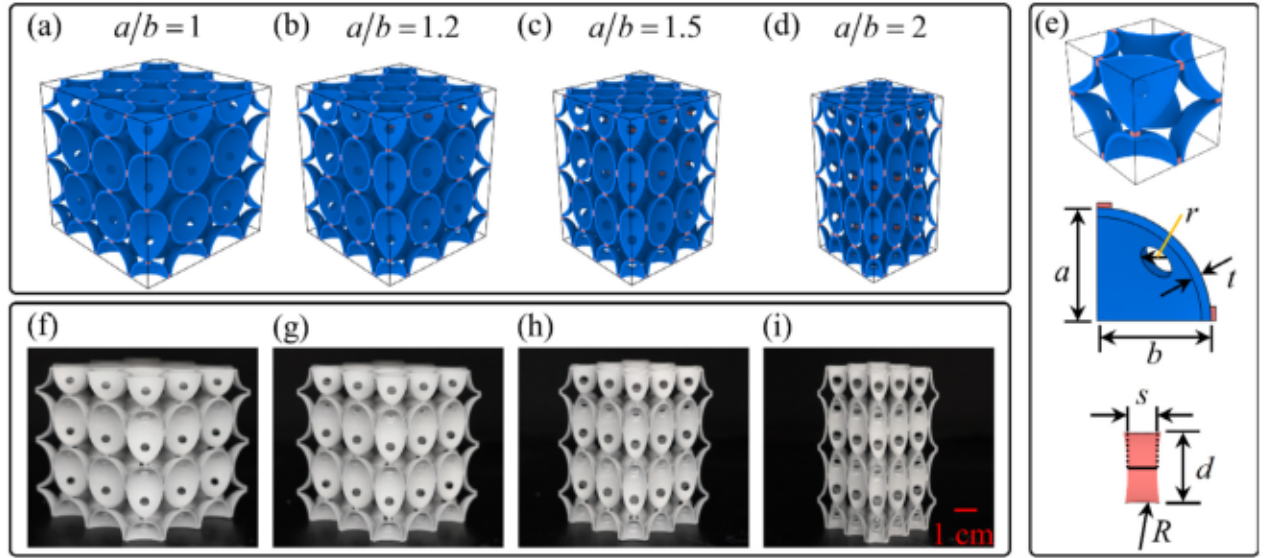 (a) a/b=1 (b) a/b=1.2 (c) a/b=1.5 (d) a/b=2
(f) (g) (h) (i)
1 cm
(e)
r
a
t
b
s
d
R